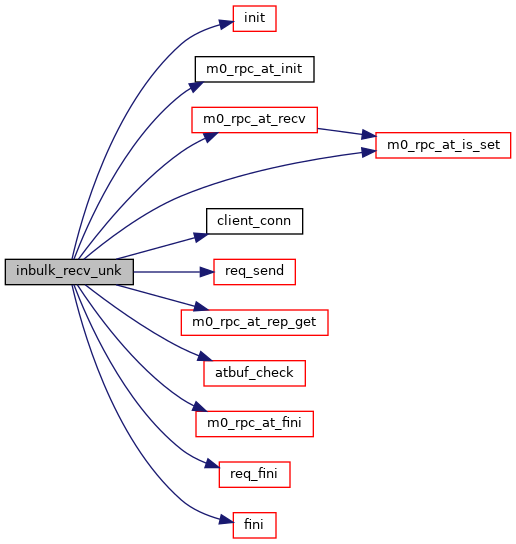 init
m0_rpc_at_init
m0_rpc_at_recv
m0_rpc_at_is_set
client_conn
inbulk_recv_unk
req_send
m0_rpc_at_rep_get
atbuf_check
m0_rpc_at_fini
req_fini
fini